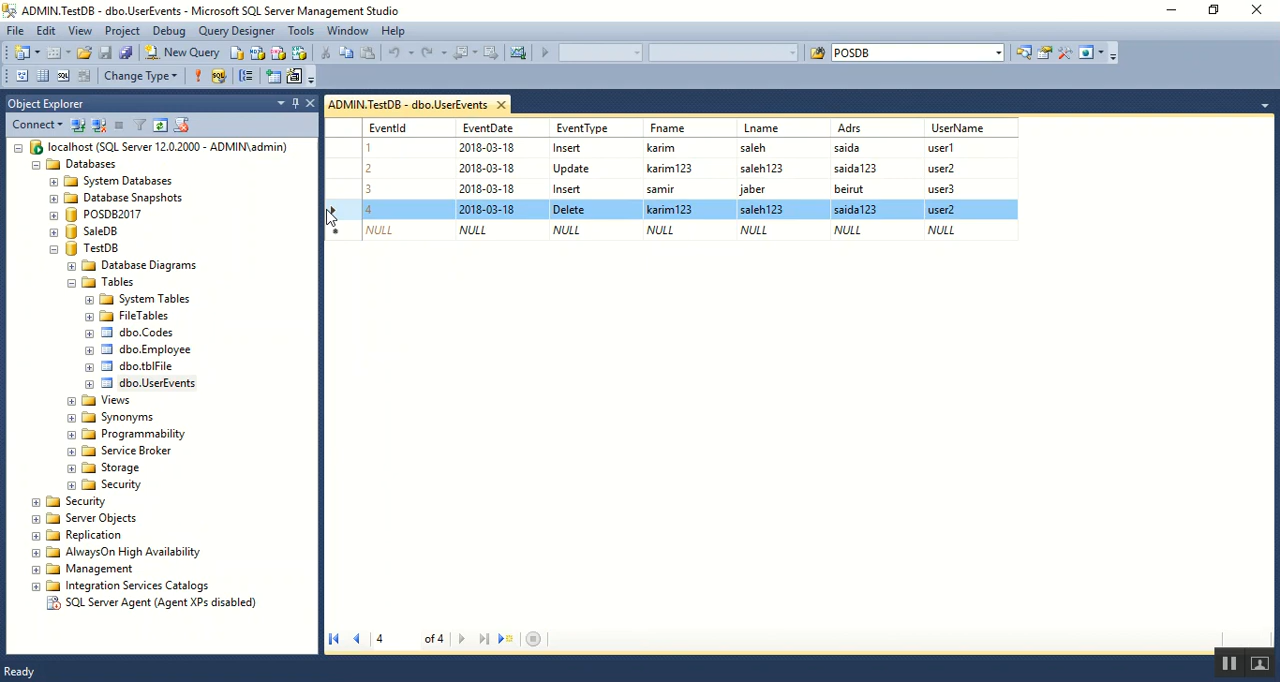 ADMIN.TestDB - dbo.UserEvents - Microsoft SQL Server Management Studio
File Edit View Project Debug Query Designer Tools Window Help
New Query POSDB
Change Type
Object Explorer
ADMIN.TestDB - dbo.UserEvents
Connect
localhost (SQL Server 12.0.2000 - ADMIN\admin)
Databases
System Databases
Database Snapshots
POSDB2017
SaleDB
TestDB
Database Diagrams
Tables
System Tables
FileTables
dbo.Codes
dbo.Employee
dbo.tblFile
dbo.UserEvents
Views
Synonyms
Programmability
Service Broker
Storage
Security
Security
Server Objects
Replication
AlwaysOn High Availability
Management
Integration Services Catalogs
SQL Server Agent (Agent XPs disabled)
EventId EventDate EventType Fname Lname Adrs UserName
1 2018-03-18 Insert karim saleh saida user1
2 2018-03-18 Update karim123 saleh123 saida123 user2
3 2018-03-18 Insert samir jaber beirut user3
4 2018-03-18 Delete karim123 saleh123 saida123 user2
NULL NULL NULL NULL NULL NULL NULL
4 of 4
Ready